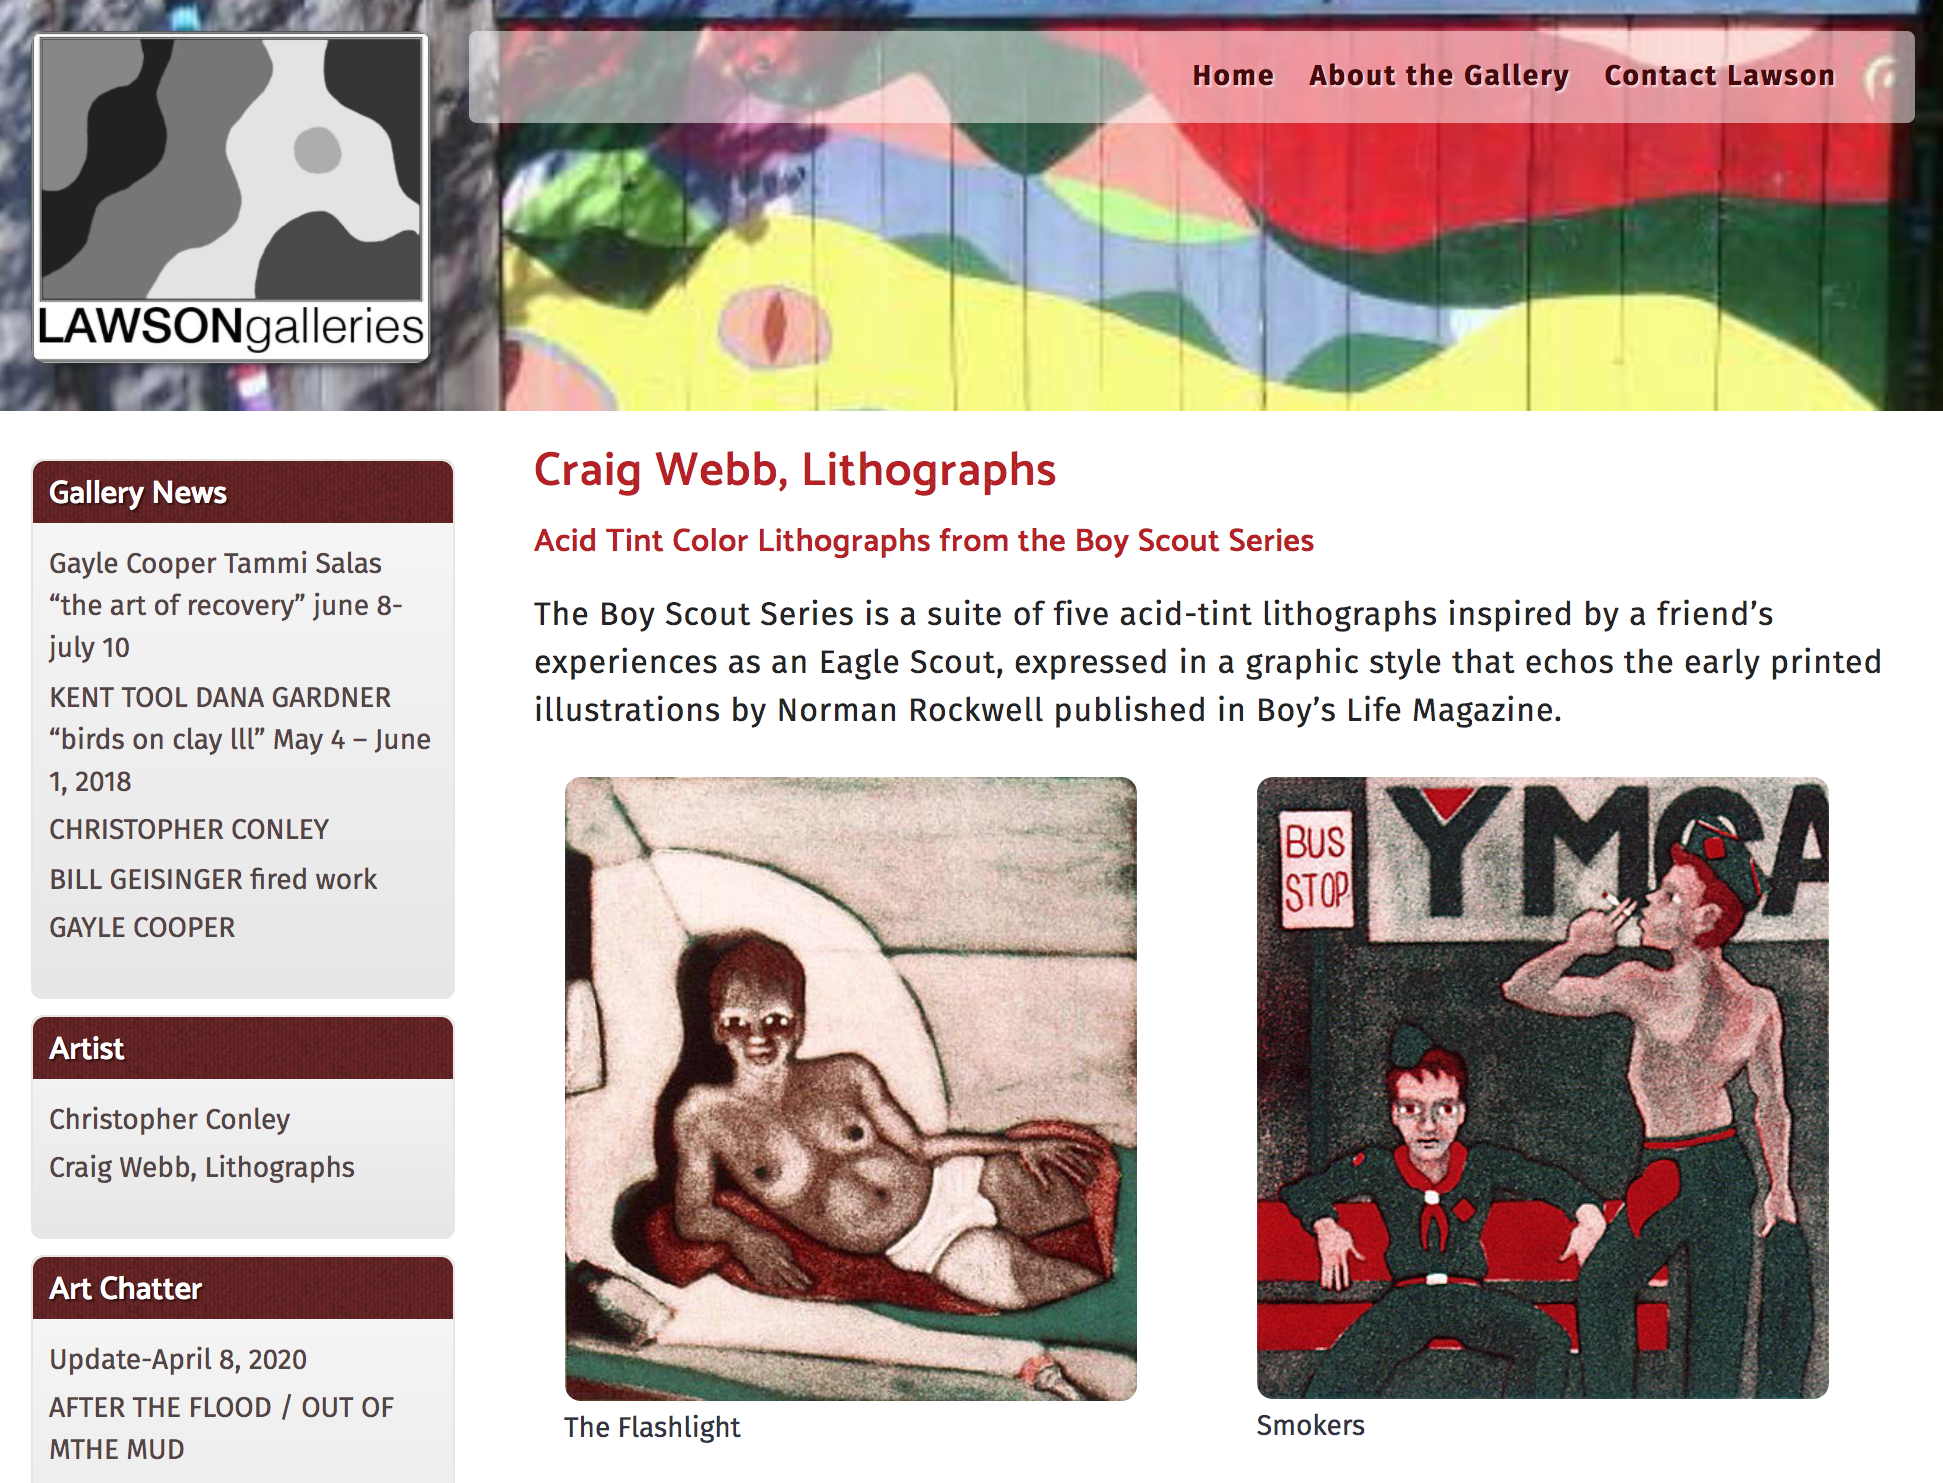 LAWSONgalleries
Home
About the Gallery
Contact Lawson
Gallery News
Gayle Cooper Tammi Salas
“the art of recovery” june 8-
july 10
KENT TOOL DANA GARDNER
“birds on clay lll” May 4 – June
1, 2018
CHRISTOPHER CONLEY
BILL GEISINGER fired work
GAYLE COOPER
Artist
Christopher Conley
Craig Webb, Lithographs
Art Chatter
Update-April 8, 2020
AFTER THE FLOOD / OUT OF
MTHE MUD
Craig Webb, Lithographs
Acid Tint Color Lithographs from the Boy Scout Series
The Boy Scout Series is a suite of five acid-tint lithographs inspired by a friend’s
experiences as an Eagle Scout, expressed in a graphic style that echos the early printed
illustrations by Norman Rockwell published in Boy’s Life Magazine.
The Flashlight
BUS
STOP
YMCA
Smokers